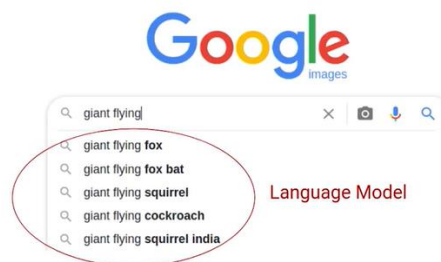 Google
images
giant flying
giant flying fox
giant flying fox bat
giant flying squirrel
Language Model
giant flying cockroach
giant flying squirrel india